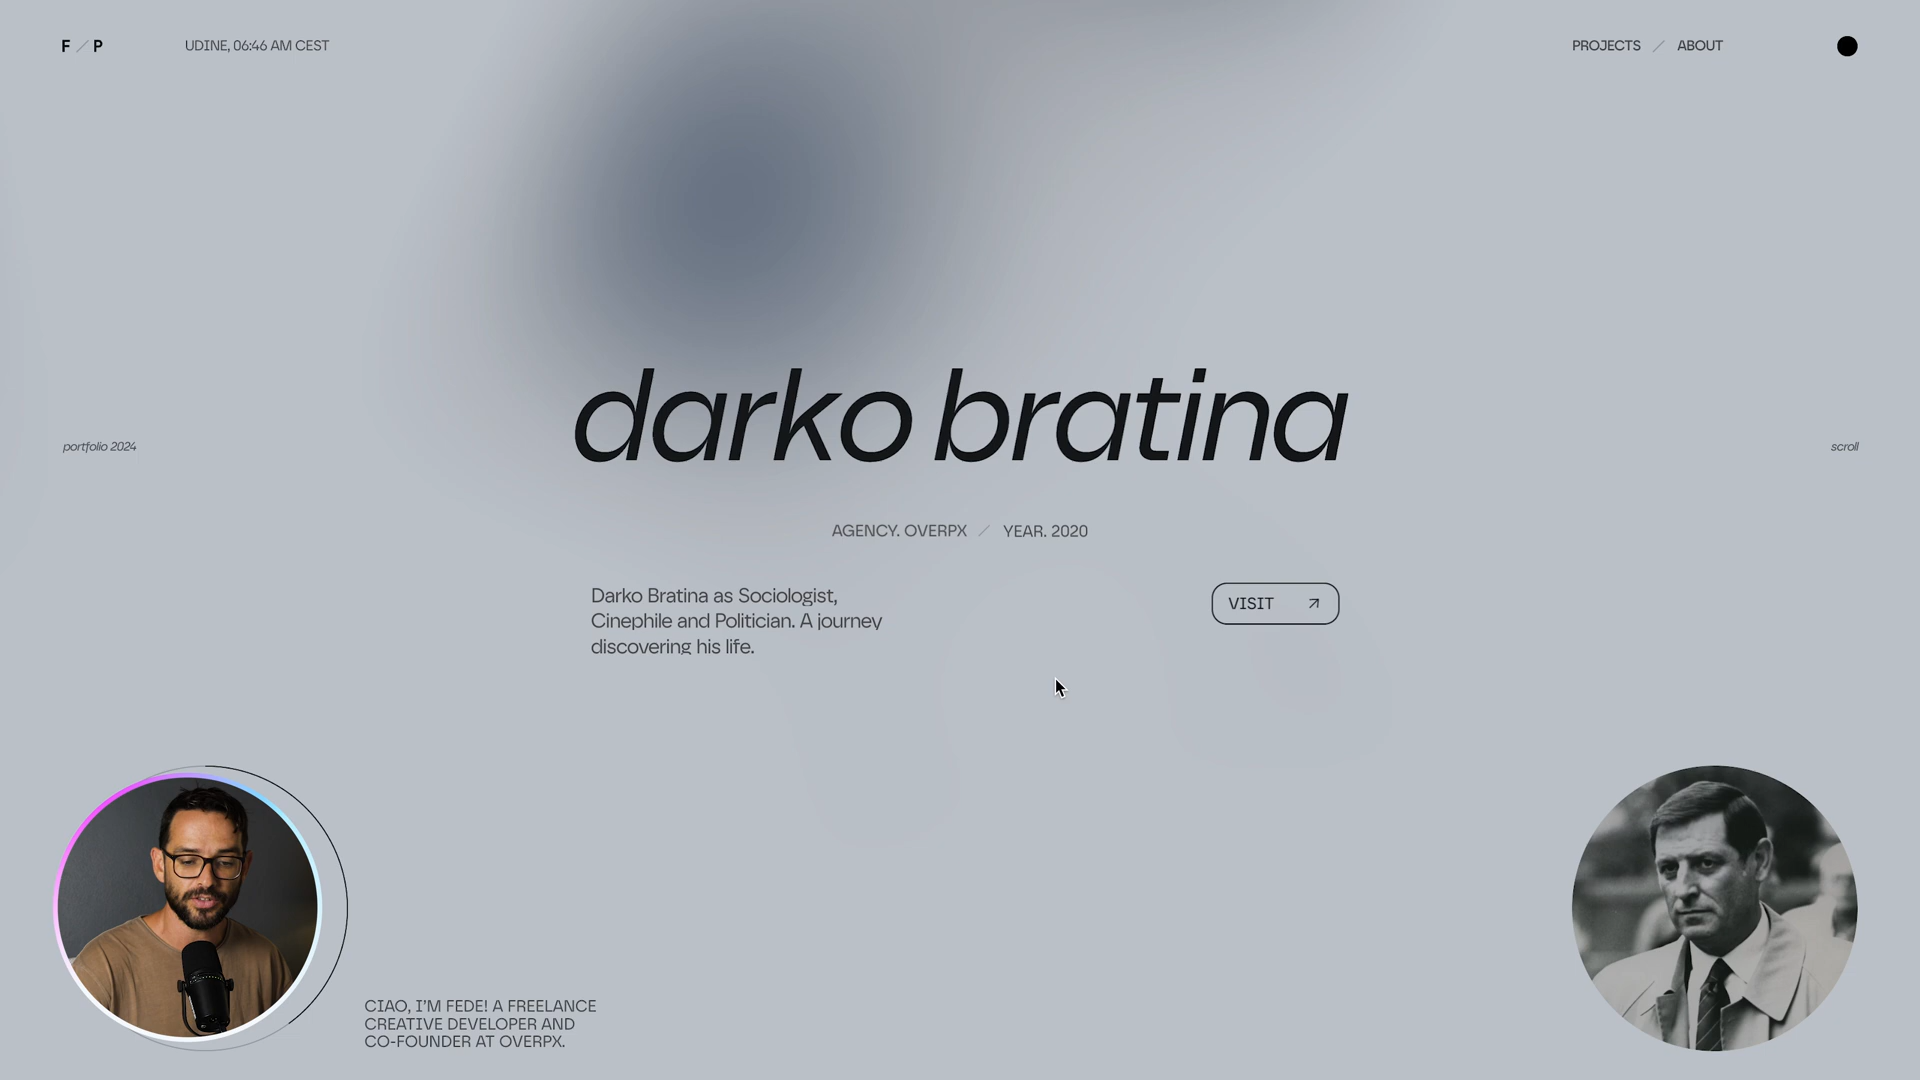 F / P
UDINE, 06:46 AM CEST
PROJECTS / ABOUT
darko bratina
portfolio 2024
scroll
AGENCY. OVERPX / YEAR. 2020
Darko Bratina as Sociologist,
Cinephile and Politician. A journey
discovering his life.
VISIT
CIAO, I'M FEDE! A FREELANCE
CREATIVE DEVELOPER AND
CO-FOUNDER AT OVERPX.